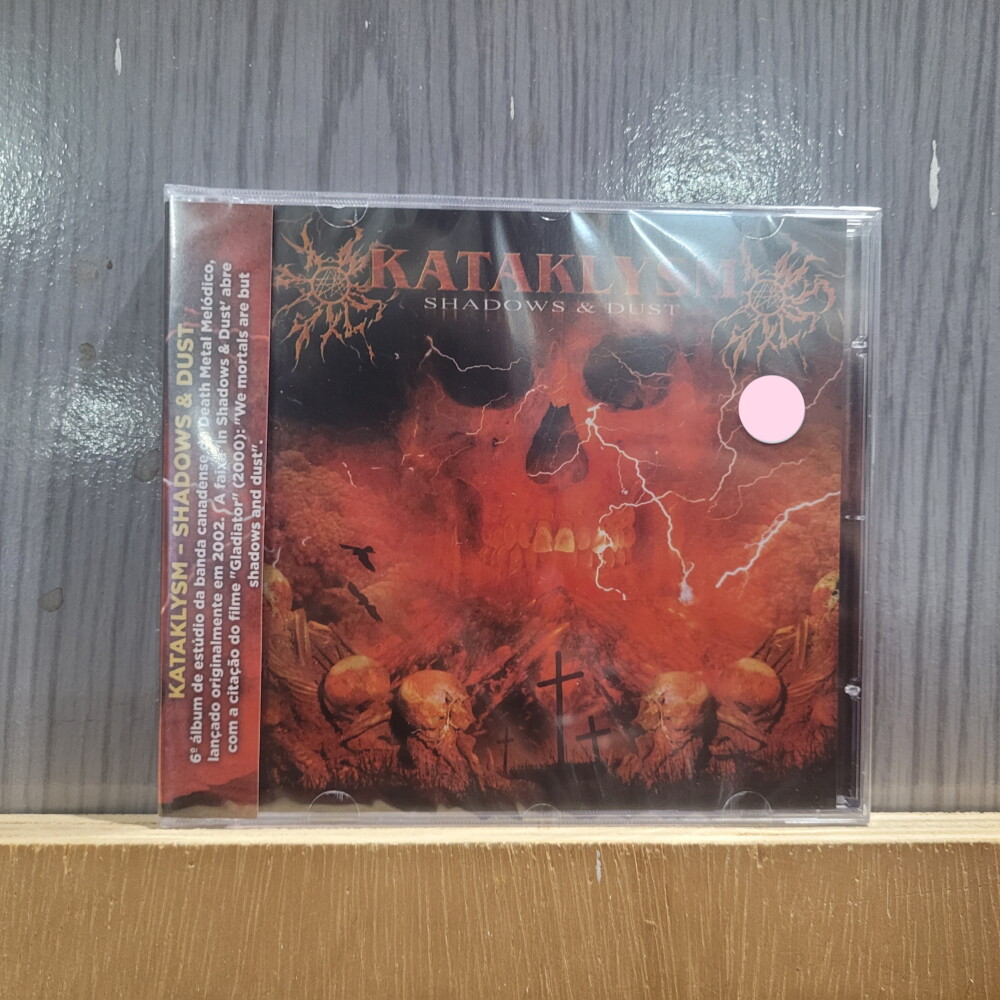 KATAKLYSM – SHADOWS & DUST
6º álbum de estúdio da banda canadense de Death Metal Melódico,
lançado originalmente em 2002. A faixa 'In Shadows & Dust' abre
com a citação do filme "Gladiator" (2000): "We mortals are but
shadows and dust".
KATAKLYSM
SHADOWS & DUST